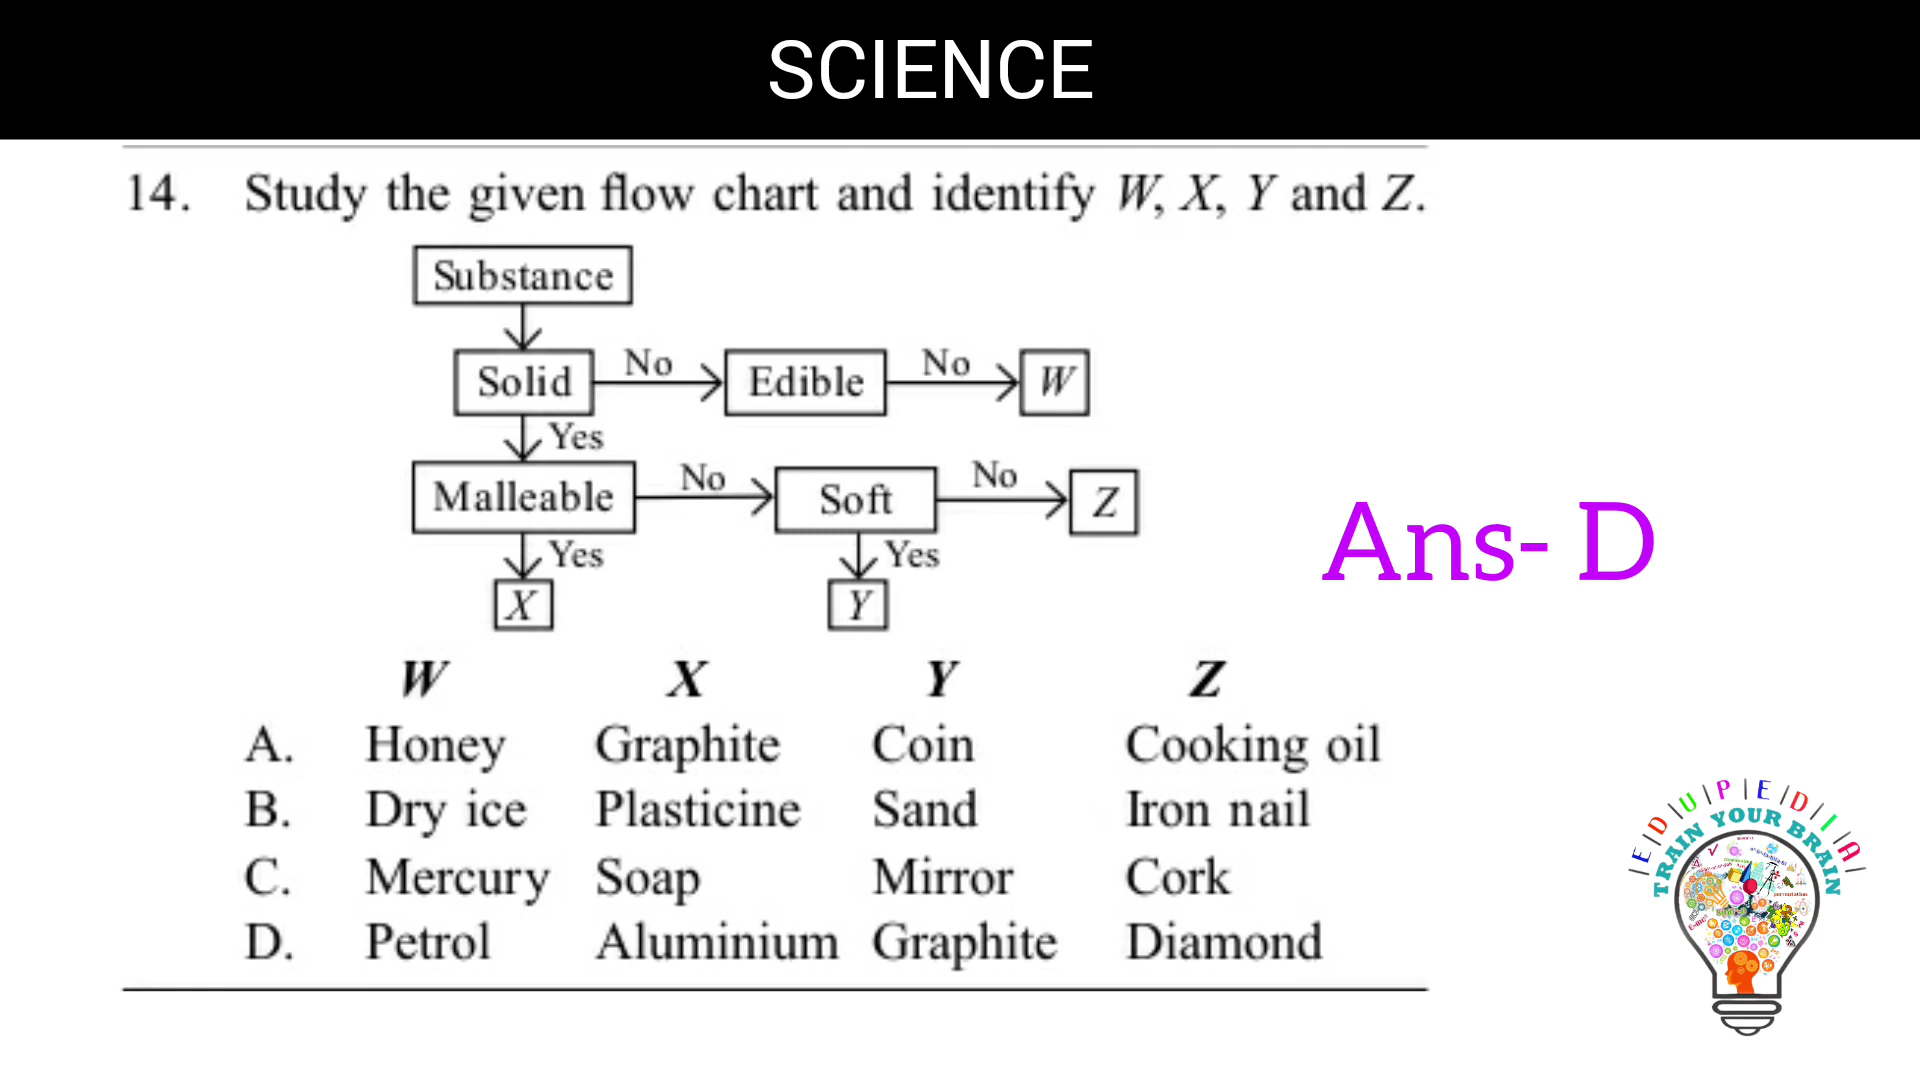 SCIENCE
14. Study the given flow chart and identify W, X, Y and Z.
Substance
Solid No Edible No W
Yes
Malleable No Soft No Z
Yes Yes
X Y
Ans- D
W X Y Z
A. Honey Graphite Coin Cooking oil
B. Dry ice Plasticine Sand Iron nail
C. Mercury Soap Mirror Cork
D. Petrol Aluminium Graphite Diamond
E|D|U|P|E|D|I|A
TRAIN YOUR BRAIN